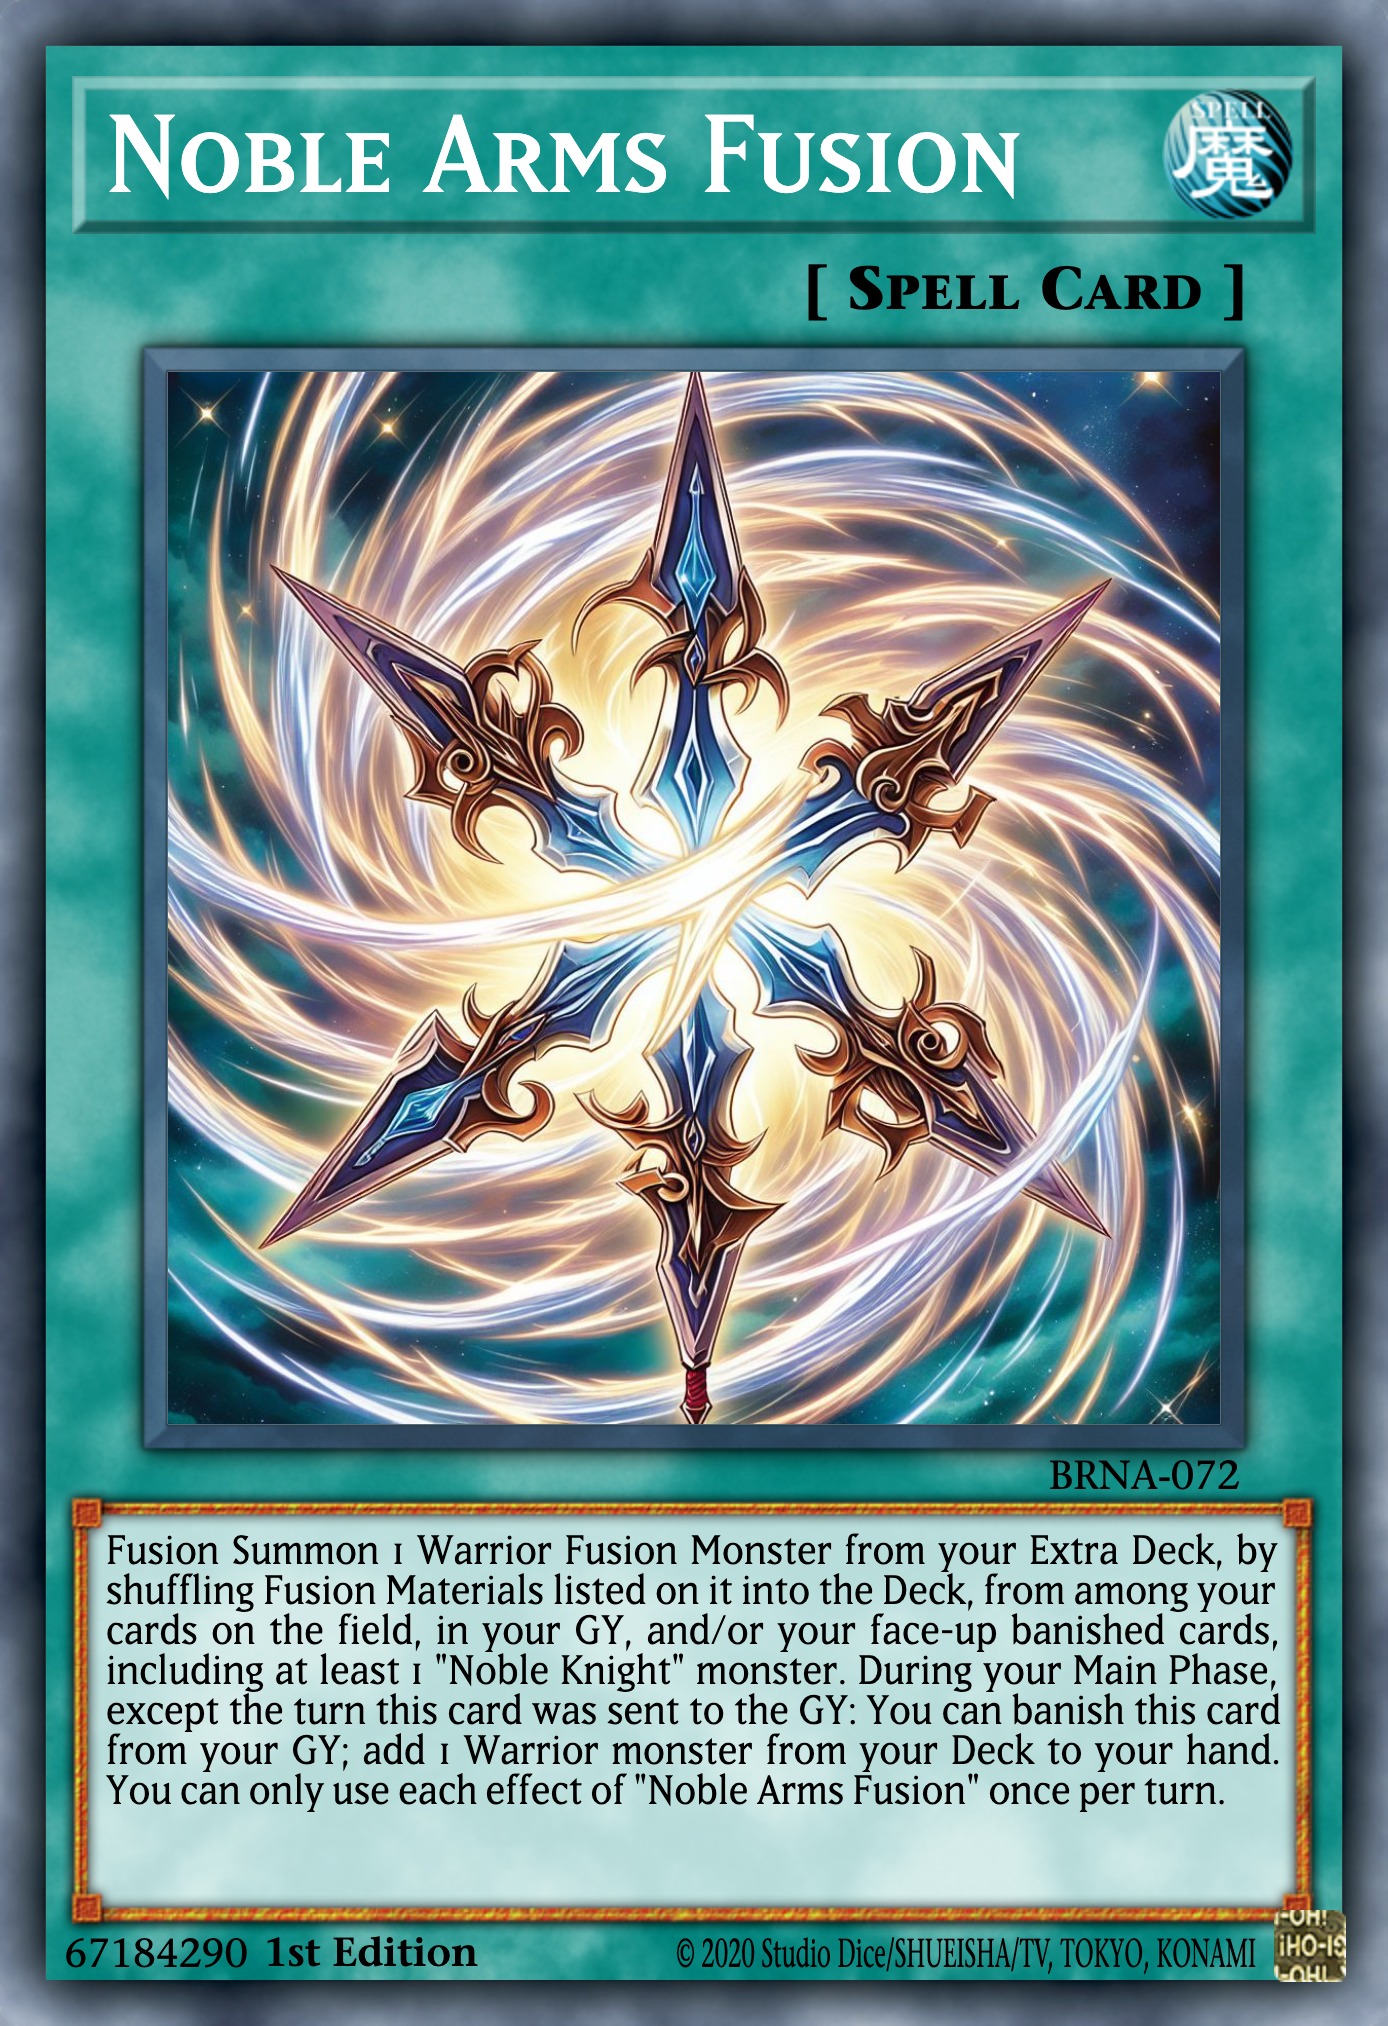 Noble Arms Fusion
SPELL
魔
[ Spell Card ]
BRNA-072
Fusion Summon 1 Warrior Fusion Monster from your Extra Deck, by
shuffling Fusion Materials listed on it into the Deck, from among your
cards on the field, in your GY, and/or your face-up banished cards,
including at least 1 "Noble Knight" monster. During your Main Phase,
except the turn this card was sent to the GY: You can banish this card
from your GY; add 1 Warrior monster from your Deck to your hand.
You can only use each effect of "Noble Arms Fusion" once per turn.
67184290 1st Edition
© 2020 Studio Dice/SHUEISHA/TV, TOKYO, KONAMI